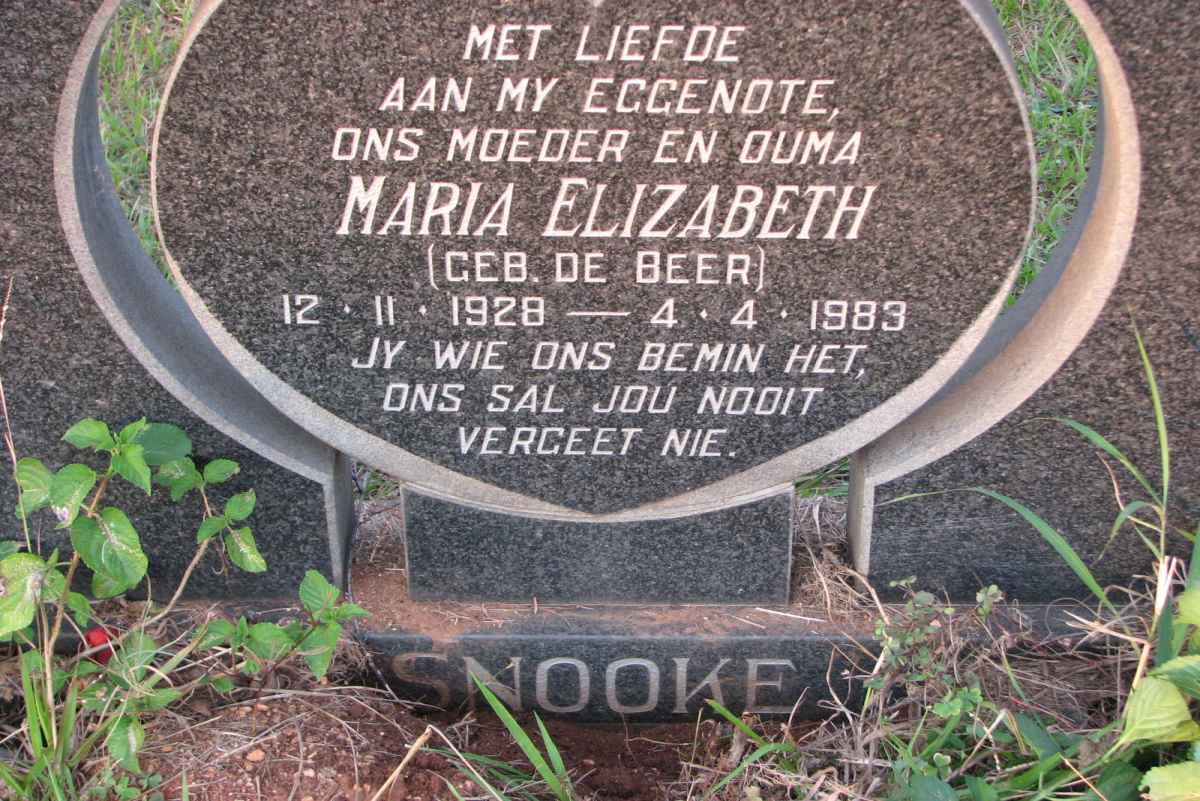 MET LIEFDE
AAN MY EGGENOTE,
ONS MOEDER EN OUMA
MARIA ELIZABETH
(GEB. DE BEER)
12 · 11 · 1928 — 4 · 4 · 1983
JY WIE ONS BEMIN HET,
ONS SAL JOU NOOIT
VERGEET NIE.
SNOOKE